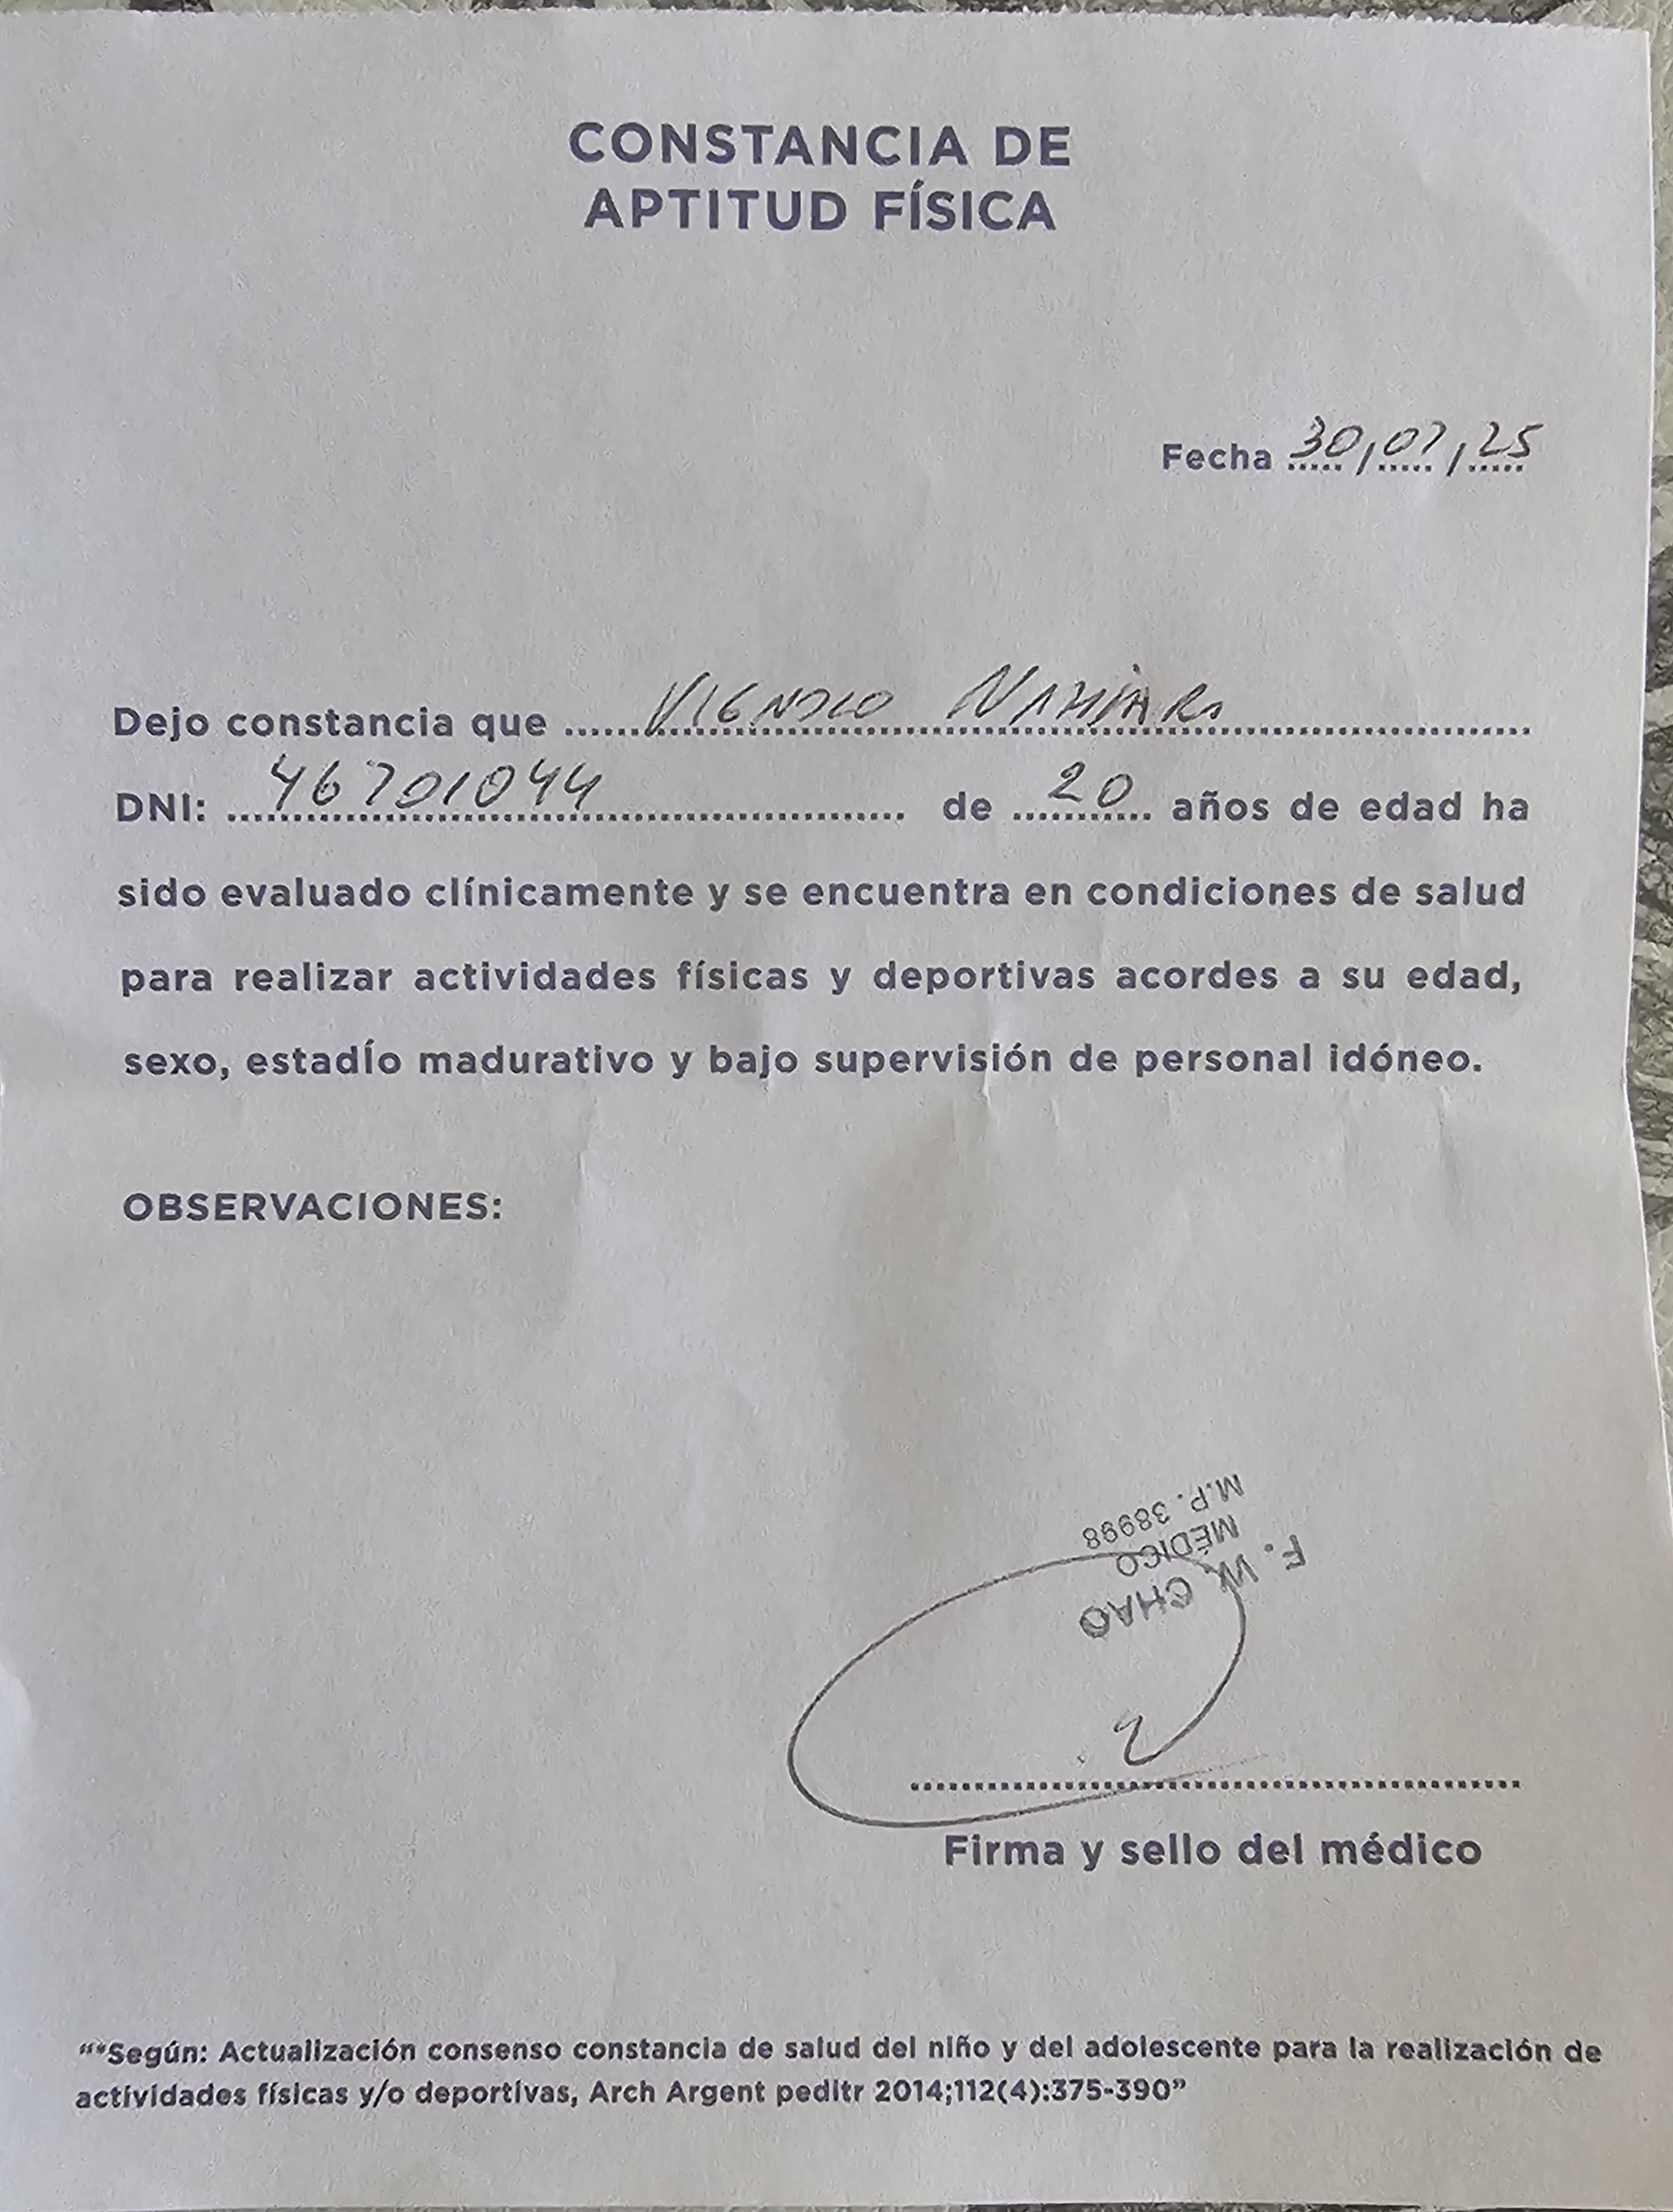 CONSTANCIA DE
APTITUD FÍSICA
Fecha 30/07/25
Dejo constancia que
DNI: 46701044 de 20 años de edad ha
sido evaluado clínicamente y se encuentra en condiciones de salud
para realizar actividades físicas y deportivas acordes a su edad,
sexo, estadÍo madurativo y bajo supervisión de personal idóneo.
OBSERVACIONES:
F. W. CHAO
MÉDICO
M.P. 38998
Firma y sello del médico
“*Según: Actualización consenso constancia de salud del niño y del adolescente para la realización de
actividades físicas y/o deportivas, Arch Argent peditr 2014;112(4):375-390”